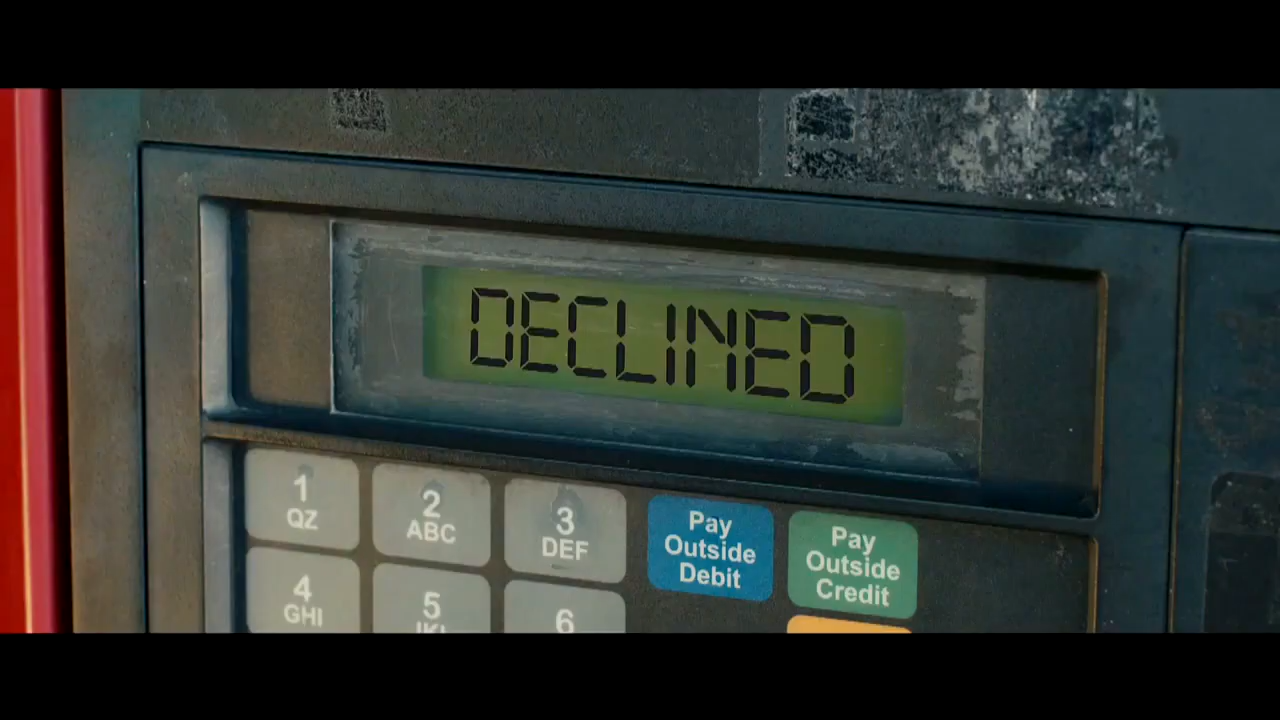 DECLINED
1
QZ
2
ABC
3
DEF
Pay
Outside
Debit
Pay
Outside
Credit
4
GHI
5
6